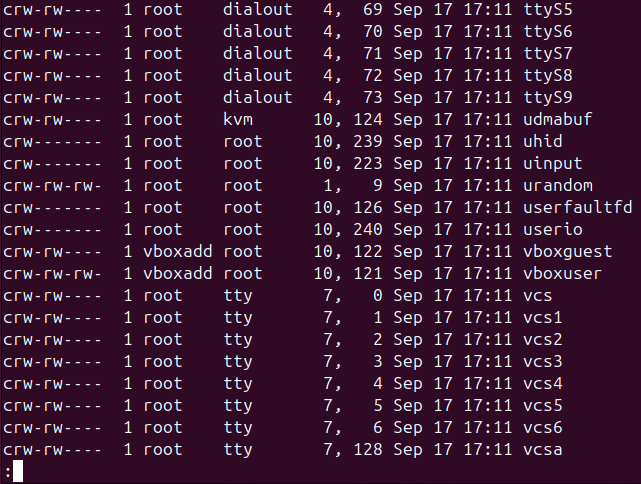 crw-rw----  1 root    dialout   4,  69 Sep 17 17:11 ttyS5
crw-rw----  1 root    dialout   4,  70 Sep 17 17:11 ttyS6
crw-rw----  1 root    dialout   4,  71 Sep 17 17:11 ttyS7
crw-rw----  1 root    dialout   4,  72 Sep 17 17:11 ttyS8
crw-rw----  1 root    dialout   4,  73 Sep 17 17:11 ttyS9
crw-rw----  1 root    kvm      10, 124 Sep 17 17:11 udmabuf
crw-------  1 root    root     10, 239 Sep 17 17:11 uhid
crw-------  1 root    root     10, 223 Sep 17 17:11 uinput
crw-rw-rw-  1 root    root      1,   9 Sep 17 17:11 urandom
crw-------  1 root    root     10, 126 Sep 17 17:11 userfaultfd
crw-------  1 root    root     10, 240 Sep 17 17:11 userio
crw-rw----  1 vboxadd root     10, 122 Sep 17 17:11 vboxguest
crw-rw-rw-  1 vboxadd root     10, 121 Sep 17 17:11 vboxuser
crw-rw----  1 root    tty       7,   0 Sep 17 17:11 vcs
crw-rw----  1 root    tty       7,   1 Sep 17 17:11 vcs1
crw-rw----  1 root    tty       7,   2 Sep 17 17:11 vcs2
crw-rw----  1 root    tty       7,   3 Sep 17 17:11 vcs3
crw-rw----  1 root    tty       7,   4 Sep 17 17:11 vcs4
crw-rw----  1 root    tty       7,   5 Sep 17 17:11 vcs5
crw-rw----  1 root    tty       7,   6 Sep 17 17:11 vcs6
crw-rw----  1 root    tty       7, 128 Sep 17 17:11 vcsa
: